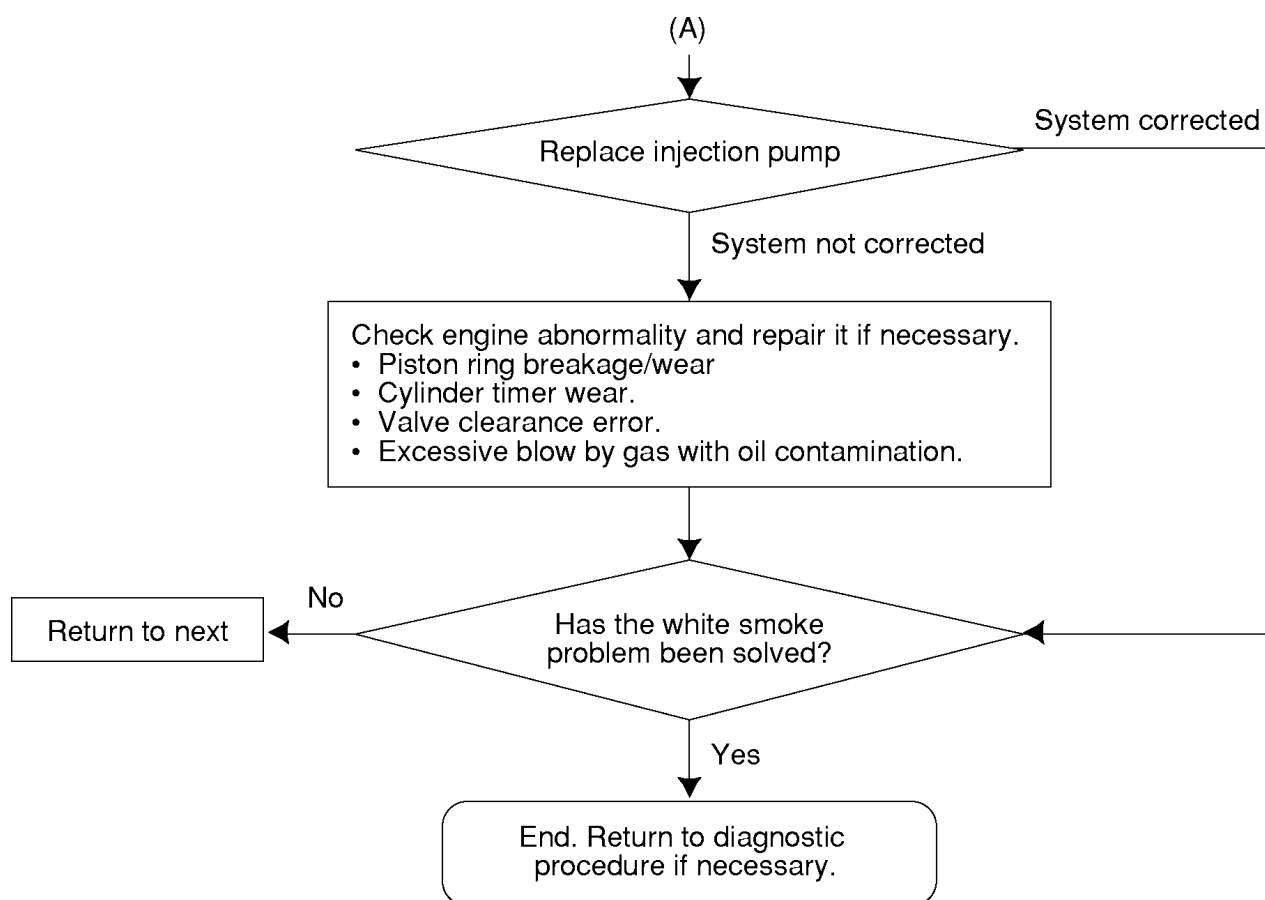 (A)
System corrected
Replace injection pump
System not corrected
Check engine abnormality and repair it if necessary.
• Piston ring breakage/wear
• Cylinder timer wear.
• Valve clearance error.
• Excessive blow by gas with oil contamination.
No
Return to next
Has the white smoke
problem been solved?
Yes
End. Return to diagnostic
procedure if necessary.